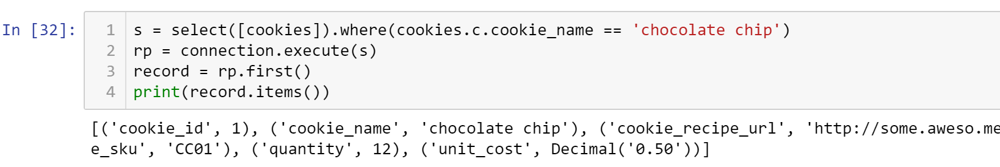 In [32]:
1 s = select([cookies]).where(cookies.c.cookie_name == 'chocolate chip')
2 rp = connection.execute(s)
3 record = rp.first()
4 print(record.items())
[('cookie_id', 1), ('cookie_name', 'chocolate chip'), ('cookie_recipe_url', 'http://some.aweso.me
e_sku', 'CC01'), ('quantity', 12), ('unit_cost', Decimal('0.50'))]